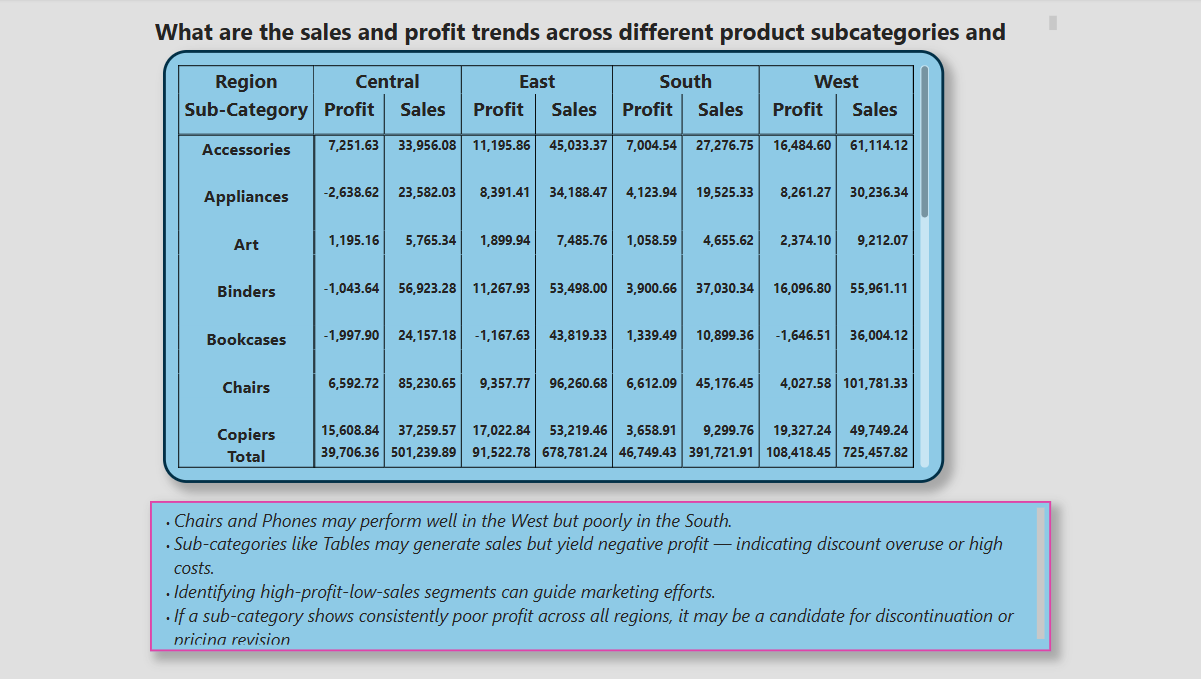 What are the sales and profit trends across different product subcategories and
Region Central East South West
Sub-Category Profit Sales Profit Sales Profit Sales Profit Sales
Accessories 7,251.63 33,956.08 11,195.86 45,033.37 7,004.54 27,276.75 16,484.60 61,114.12
Appliances -2,638.62 23,582.03 8,391.41 34,188.47 4,123.94 19,525.33 8,261.27 30,236.34
Art 1,195.16 5,765.34 1,899.94 7,485.76 1,058.59 4,655.62 2,374.10 9,212.07
Binders -1,043.64 56,923.28 11,267.93 53,498.00 3,900.66 37,030.34 16,096.80 55,961.11
Bookcases -1,997.90 24,157.18 -1,167.63 43,819.33 1,339.49 10,899.36 -1,646.51 36,004.12
Chairs 6,592.72 85,230.65 9,357.77 96,260.68 6,612.09 45,176.45 4,027.58 101,781.33
Copiers 15,608.84 37,259.57 17,022.84 53,219.46 3,658.91 9,299.76 19,327.24 49,749.24
Total 39,706.36 501,239.89 91,522.78 678,781.24 46,749.43 391,721.91 108,418.45 725,457.82
• Chairs and Phones may perform well in the West but poorly in the South.
• Sub-categories like Tables may generate sales but yield negative profit — indicating discount overuse or high
costs.
• Identifying high-profit-low-sales segments can guide marketing efforts.
• If a sub-category shows consistently poor profit across all regions, it may be a candidate for discontinuation or
pricing revision